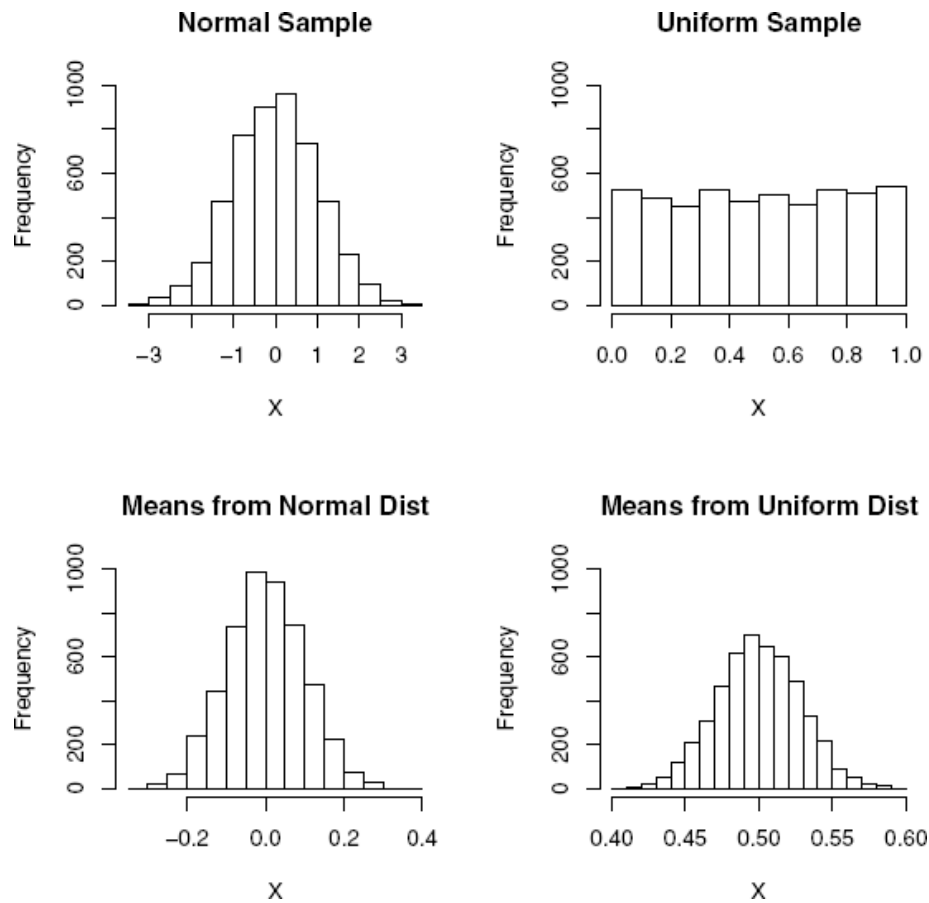 Normal Sample
Frequency
0 200 600 1000
−3 −1 0 1 2 3
X
Uniform Sample
Frequency
0 200 600 1000
0.0 0.2 0.4 0.6 0.8 1.0
X
Means from Normal Dist
Frequency
0 200 600 1000
−0.2 0.0 0.2 0.4
X
Means from Uniform Dist
Frequency
0 200 600 1000
0.40 0.45 0.50 0.55 0.60
X